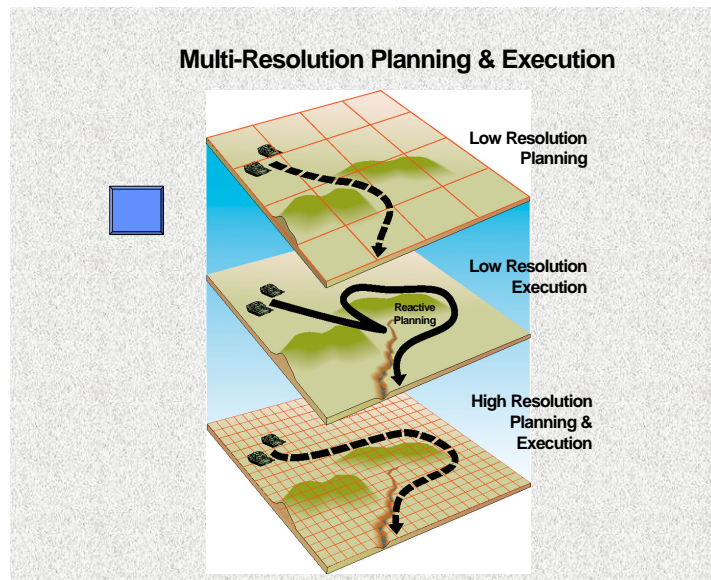 Multi-Resolution Planning & Execution
Low Resolution
Planning
Low Resolution
Execution
Reactive
Planning
High Resolution
Planning &
Execution